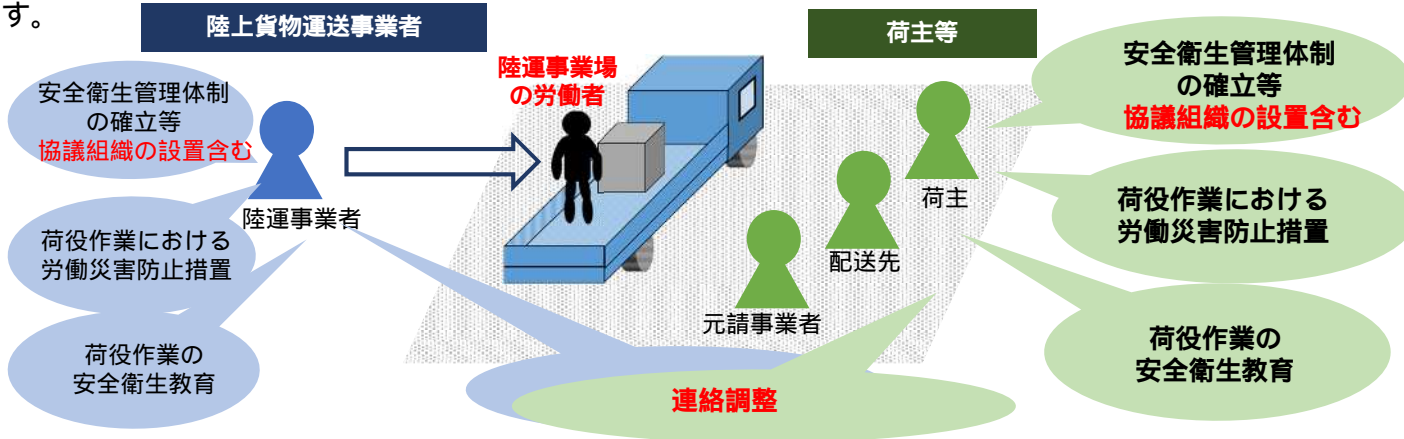 す。
陸上貨物運送事業者
荷主等
安全衛生管理体制
の確立等
協議組織の設置含む
陸運事業者
荷役作業における
労働災害防止措置
荷役作業の
安全衛生教育
陸運事業場
の労働者
荷主
配送先
元請事業者
連絡調整
安全衛生管理体制
の確立等
協議組織の設置含む
荷役作業における
労働災害防止措置
荷役作業の
安全衛生教育